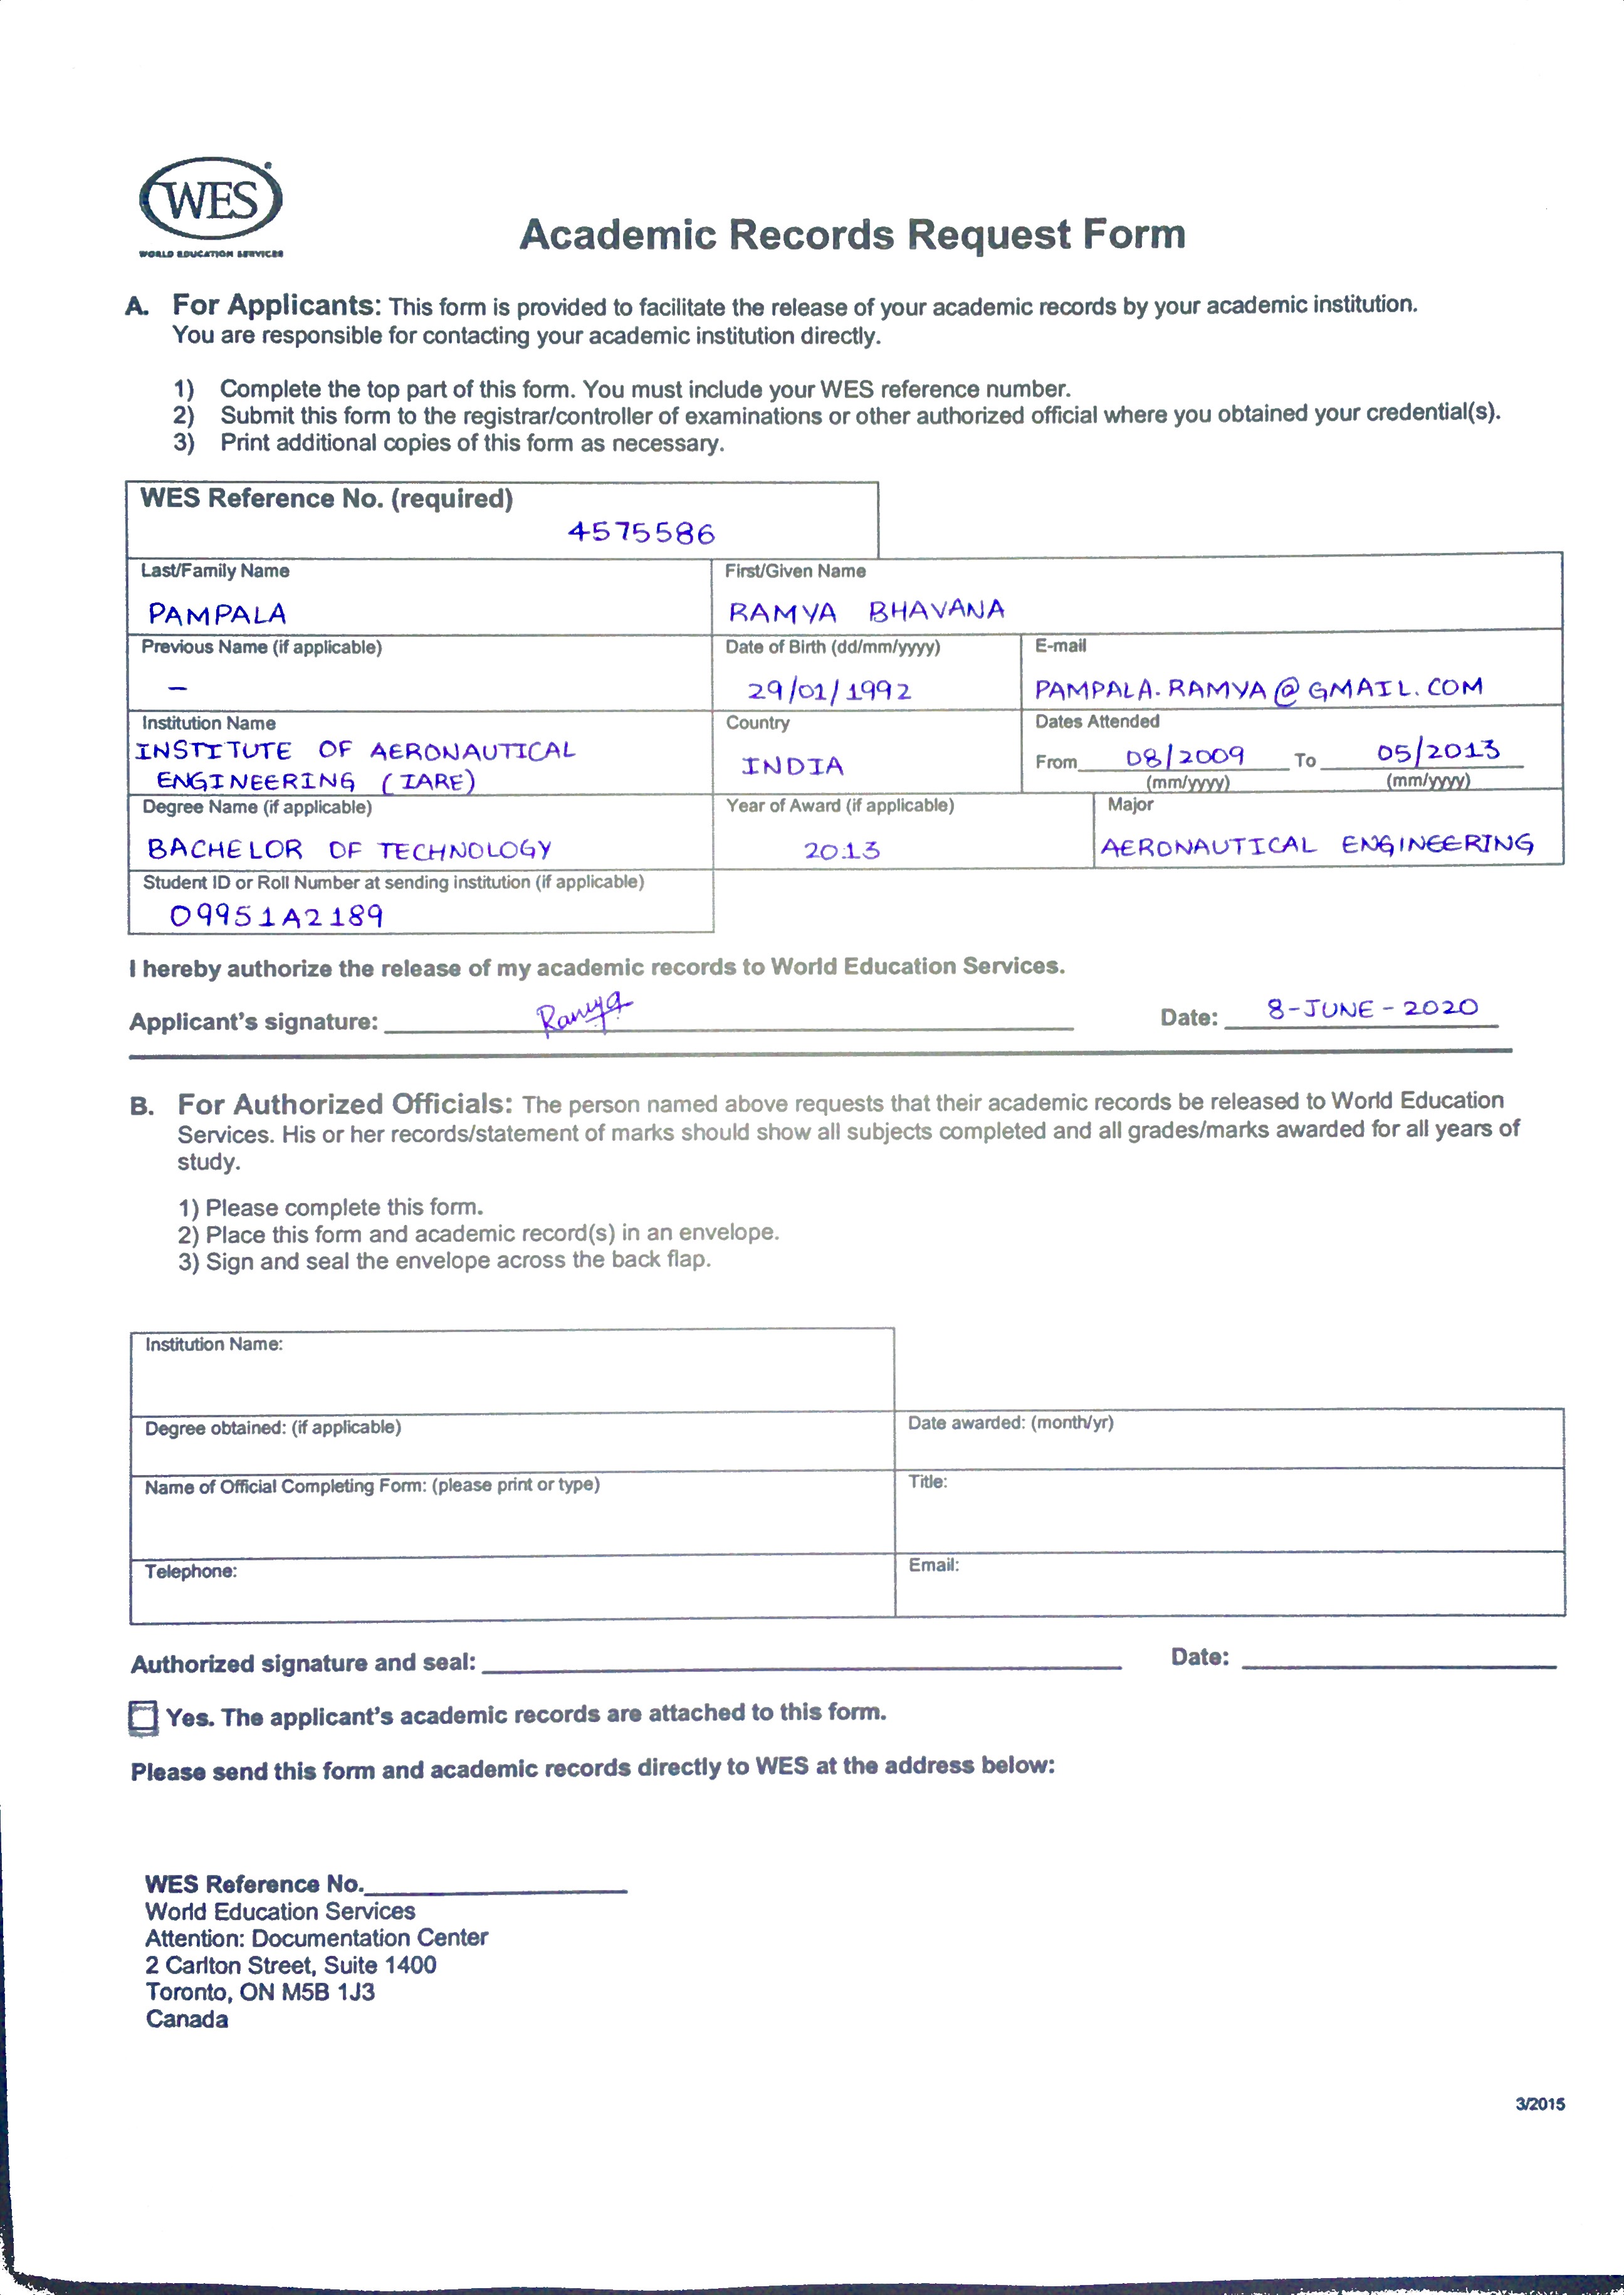 WES
WORLD EDUCATION SERVICES
Academic Records Request Form
A. For Applicants: This form is provided to facilitate the release of your academic records by your academic institution.
You are responsible for contacting your academic institution directly.
1) Complete the top part of this form. You must include your WES reference number.
2) Submit this form to the registrar/controller of examinations or other authorized official where you obtained your credential(s).
3) Print additional copies of this form as necessary.
WES Reference No. (required)
4575586
Last/Family Name First/Given Name
PAMPALA RAMYA BHAVANA
Previous Name (if applicable) Date of Birth (dd/mm/yyyy) E-mail
- 29/01/1992 PAMPALA.RAMYA@GMAIL.COM
Institution Name Country Dates Attended
INSTITUTE OF AERONAUTICAL
ENGINEERING (IARE) INDIA From 08/2009 To 05/2013
(mm/yyyy) (mm/yyyy)
Degree Name (if applicable) Year of Award (if applicable) Major
BACHELOR OF TECHNOLOGY 2013 AERONAUTICAL ENGINEERING
Student ID or Roll Number at sending institution (if applicable)
09951A2189
I hereby authorize the release of my academic records to World Education Services.
Applicant's signature: Ramya Date: 8-JUNE-2020
B. For Authorized Officials: The person named above requests that their academic records be released to World Education
Services. His or her records/statement of marks should show all subjects completed and all grades/marks awarded for all years of
study.
1) Please complete this form.
2) Place this form and academic record(s) in an envelope.
3) Sign and seal the envelope across the back flap.
Institution Name:
Degree obtained: (if applicable) Date awarded: (month/yr)
Name of Official Completing Form: (please print or type) Title:
Telephone: Email:
Authorized signature and seal: Date:
Yes. The applicant's academic records are attached to this form.
Please send this form and academic records directly to WES at the address below:
WES Reference No.
World Education Services
Attention: Documentation Center
2 Carlton Street, Suite 1400
Toronto, ON M5B 1J3
Canada
3/2015